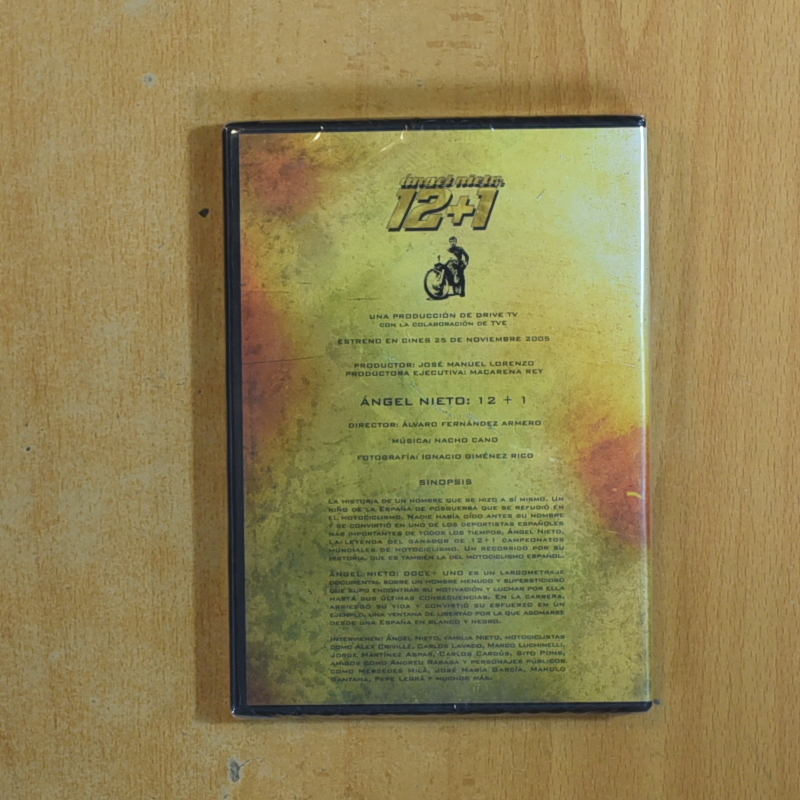 ángel nieto:
12+1
UNA PRODUCCIÓN DE DRIVE TV
CON LA COLABORACIÓN DE TVE
ESTRENO EN CINES 25 DE NOVIEMBRE 2005
PRODUCTOR: JOSÉ MANUEL LORENZO
PRODUCTORA EJECUTIVA: MACARENA REY
ÁNGEL NIETO: 12 + 1
DIRECTOR: ÁLVARO FERNÁNDEZ ARMERO
MÚSICA: NACHO CANO
FOTOGRAFÍA: IGNACIO GIMÉNEZ RICO
SINOPSIS
LA HISTORIA DE UN HOMBRE QUE SE HIZO A SÍ MISMO. UN
NIÑO DE LA ESPAÑA DE POSGUERRA QUE SE REFUGIÓ EN
EL MOTOCICLISMO. NADIE HABÍA OÍDO ANTES SU NOMBRE
Y SE CONVIRTIÓ EN UNO DE LOS DEPORTISTAS ESPAÑOLES
MÁS IMPORTANTES DE TODOS LOS TIEMPOS, ÁNGEL NIETO.
LA LEYENDA DEL GANADOR DE 12+1 CAMPEONATOS
MUNDIALES DE MOTOCICLISMO. UN RECORRIDO POR SU
HISTORIA, QUE ES TAMBIÉN LA DEL MOTOCICLISMO ESPAÑOL.
ÁNGEL NIETO: DOCE+ UNO ES UN LARGOMETRAJE
DOCUMENTAL SOBRE UN HOMBRE MENUDO Y SUPERSTICIOSO
QUE SUPO ENCONTRAR SU MOTIVACIÓN Y LUCHAR POR ELLA
HASTA SUS ÚLTIMAS CONSECUENCIAS. EN LA CARRERA,
ARRIESGÓ SU VIDA Y CONVIRTIÓ SU ESFUERZO EN UN
EJEMPLO, UNA VENTANA DE LIBERTAD POR LA QUE ASOMARSE
DESDE UNA ESPAÑA EN BLANCO Y NEGRO.
INTERVIENEN: ÁNGEL NIETO, FAMILIA NIETO, MOTOCICLISTAS
COMO ÁLEX CRIVILLÉ, CARLOS LAVADO, MARCO LUCHINELLI,
JORGE MARTÍNEZ ASPAR, CARLOS CARDÚS, SITO PONS,
AMIGOS COMO ANDREU RABASA Y PERSONAJES PÚBLICOS
COMO MERCEDES MILÁ, JOSÉ MARÍA GARCÍA, MANOLO
SANTANA, PEPE LEGRÁ Y MUCHOS MÁS.